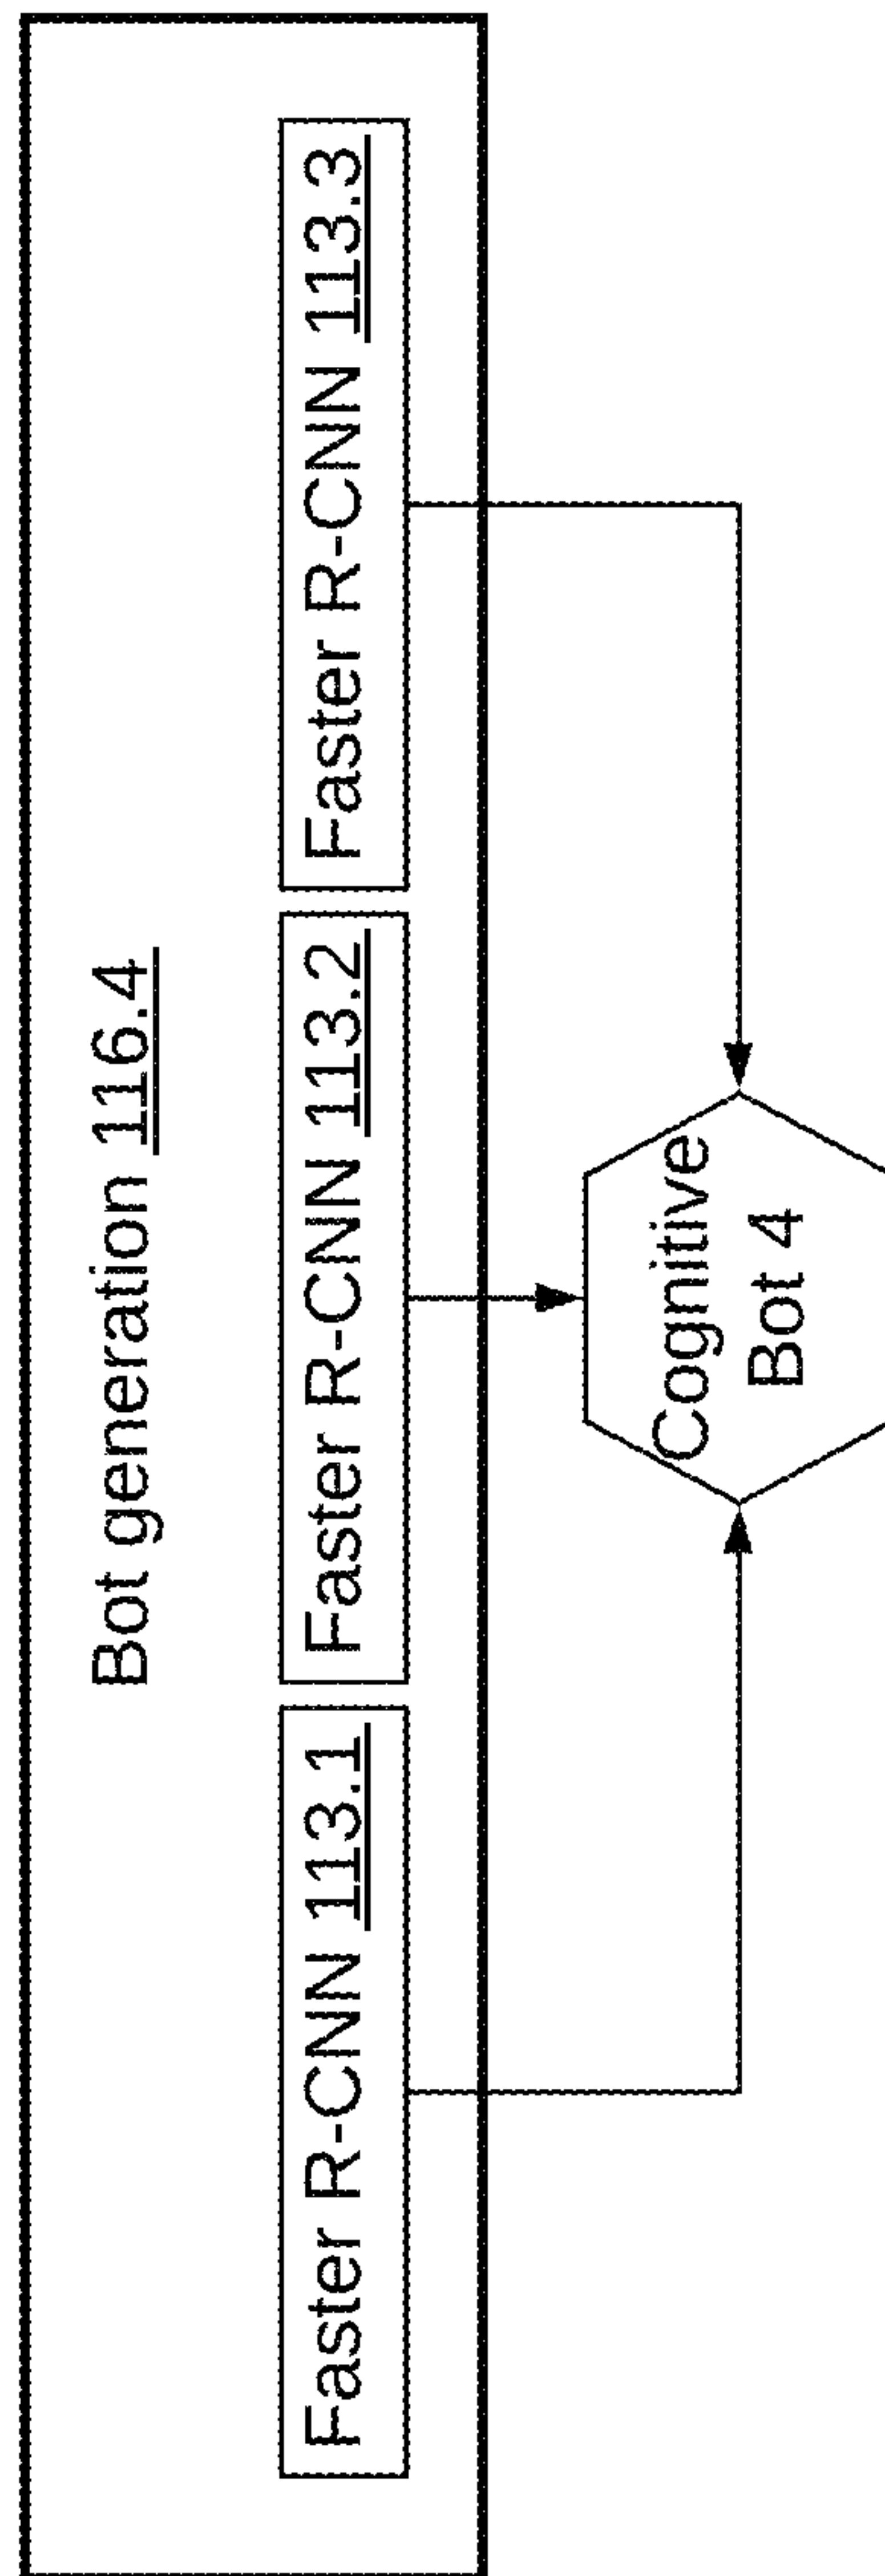 Bot generation 116.4
Faster R-CNN 113.1
Faster R-CNN 113.2
Faster R-CNN 113.3
Cognitive
Bot 4